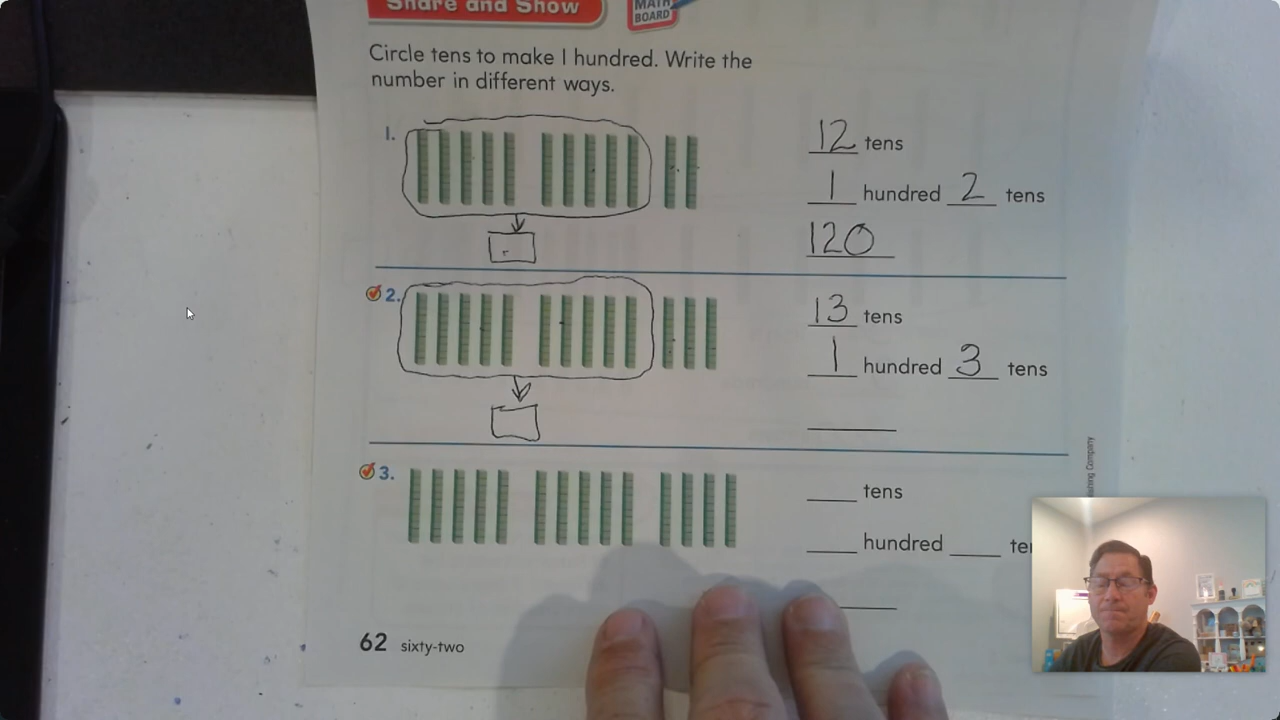 Share and Show
MATH
BOARD
Circle tens to make 1 hundred. Write the
number in different ways.
1.
12 tens
1 hundred 2 tens
120
2.
13 tens
1 hundred 3 tens
3.
tens
hundred te
62 sixty-two
Company